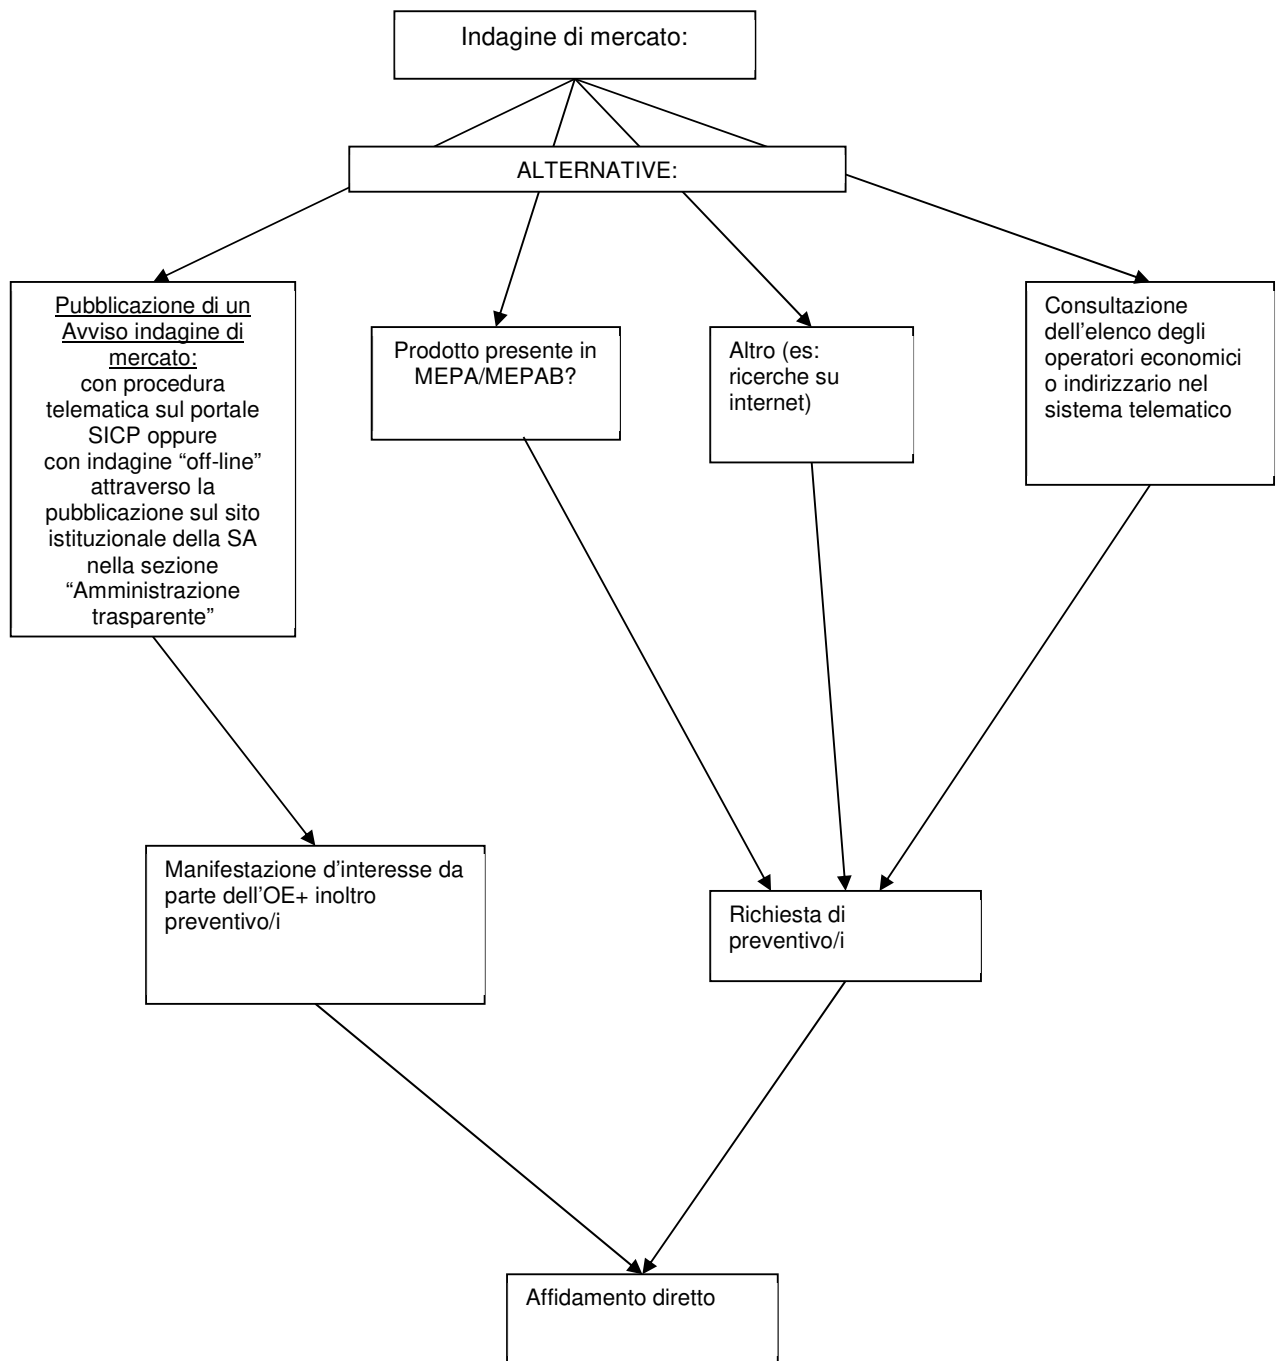 Indagine di mercato:
ALTERNATIVE:
Pubblicazione di un
Avviso indagine di
mercato:
con procedura
telematica sul portale
SICP oppure
con indagine “off-line”
attraverso la
pubblicazione sul sito
istituzionale della SA
nella sezione
“Amministrazione
trasparente”
Prodotto presente in
MEPA/MEPAB?
Altro (es:
ricerche su
internet)
Consultazione
dell’elenco degli
operatori economici
o indirizzario nel
sistema telematico
Manifestazione d’interesse da
parte dell’OE+ inoltro
preventivo/i
Richiesta di
preventivo/i
Affidamento diretto